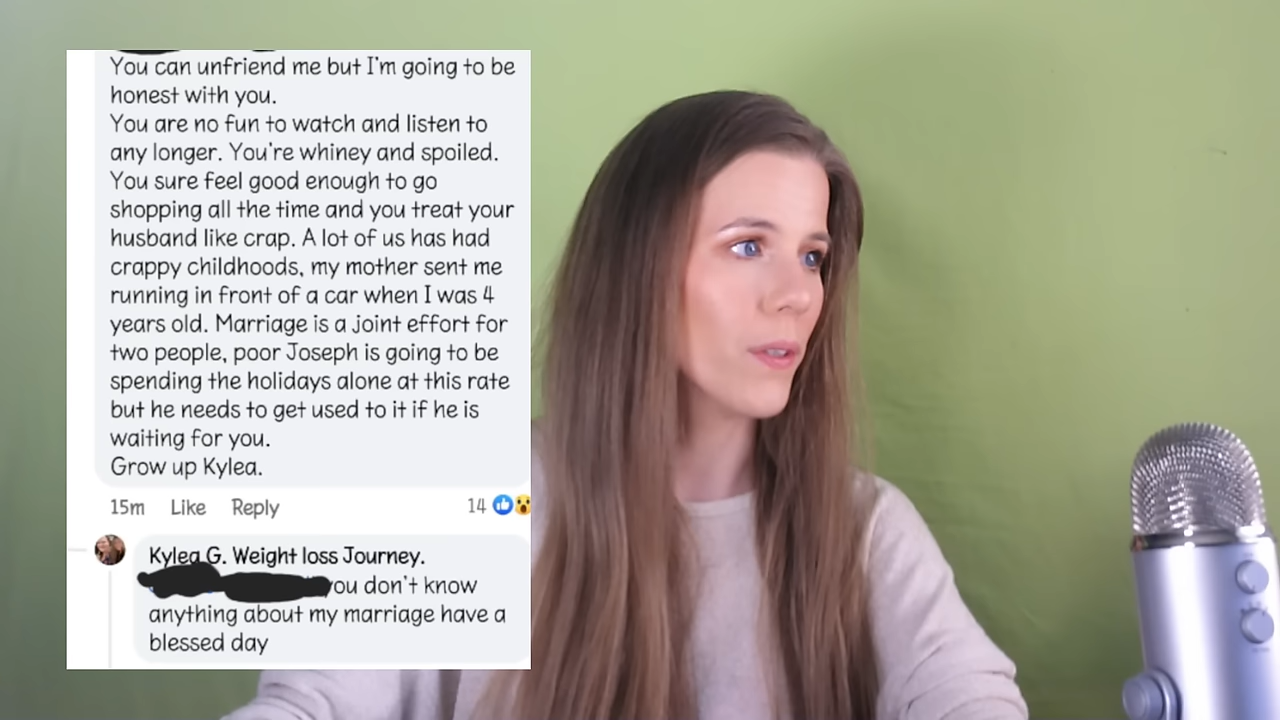 You can unfriend me but I'm going to be
honest with you.
You are no fun to watch and listen to
any longer. You're whiney and spoiled.
You sure feel good enough to go
shopping all the time and you treat your
husband like crap. A lot of us has had
crappy childhoods, my mother sent me
running in front of a car when I was 4
years old. Marriage is a joint effort for
two people, poor Joseph is going to be
spending the holidays alone at this rate
but he needs to get used to it if he is
waiting for you.
Grow up Kylea.
15m Like Reply 14
Kylea G. Weight loss Journey.
you don't know
anything about my marriage have a
blessed day